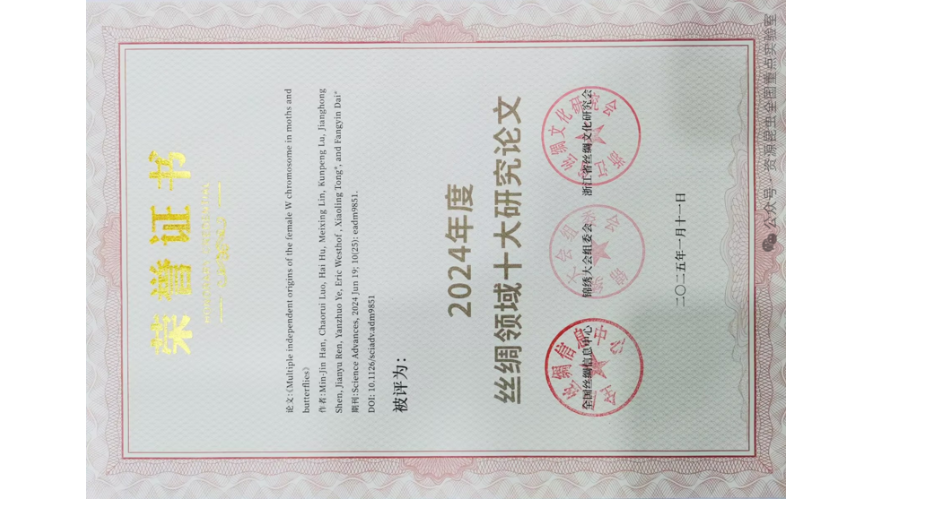 荣誉证书
论文:《Multiple independent origins of the female W chromosome in moths and
butterflies》
作者:Min-Jin Han, Chaorui Luo, Hai Hu, Meixing Lin, Kunpeng Lu, Jianghong
Shen, Jianyu Ren, Yanzhuo Ye, Eric Westhof , Xiaoling Tong*, and Fangyin Dai*
期刊:Science Advances, 2024 Jun 19; 10(25): eadm9851.
DOI: 10.1126/sciadv.adm9851
被评为：
2024年度
丝绸领域十大研究论文
全国丝绸信息中心 锦绣大会组委会 浙江省丝绸文化研究会
二〇二五年一月十一日
公众号·资源昆虫全国重点实验室